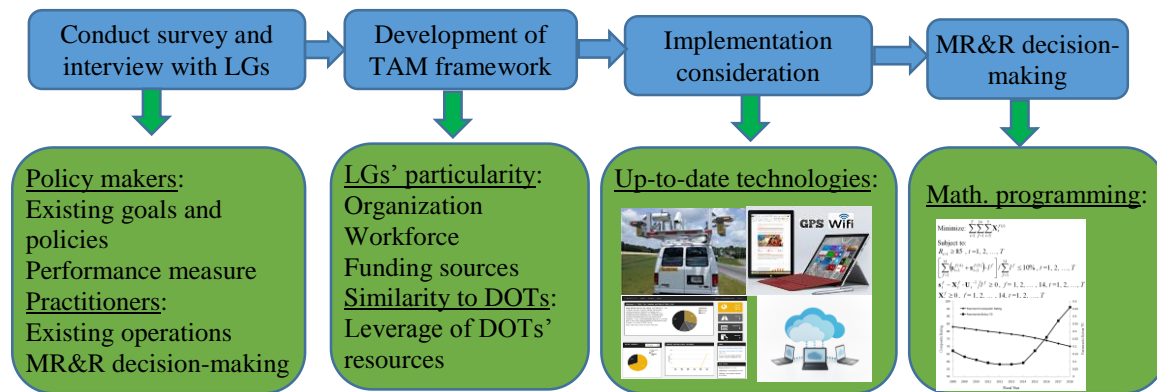 Conduct survey and
interview with LGs
Development of
TAM framework
Implementation
consideration
MR&R decision-
making
Policy makers:
Existing goals and
policies
Performance measure
Practitioners:
Existing operations
MR&R decision-making
LGs' particularity:
Organization
Workforce
Funding sources
Similarity to DOTs:
Leverage of DOTs'
resources
Up-to-date technologies:
GPS Wifi
Math. programming:
Minimize:
Subject to: